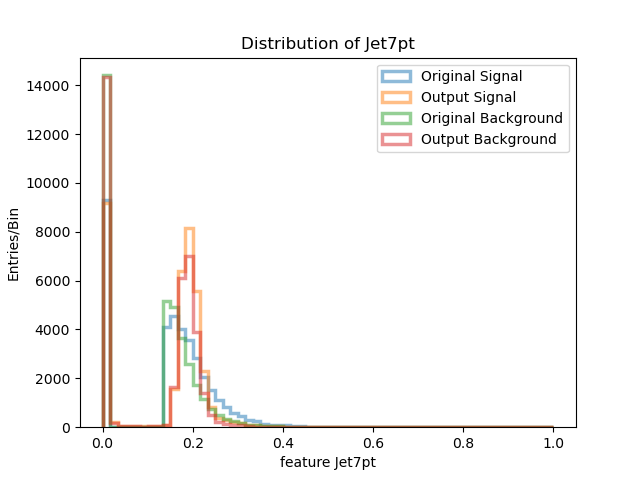 Distribution of Jet7pt
Original Signal
Output Signal
Original Background
Output Background
Entries/Bin
14000
12000
10000
8000
6000
4000
2000
0
0.0 0.2 0.4 0.6 0.8 1.0
feature Jet7pt